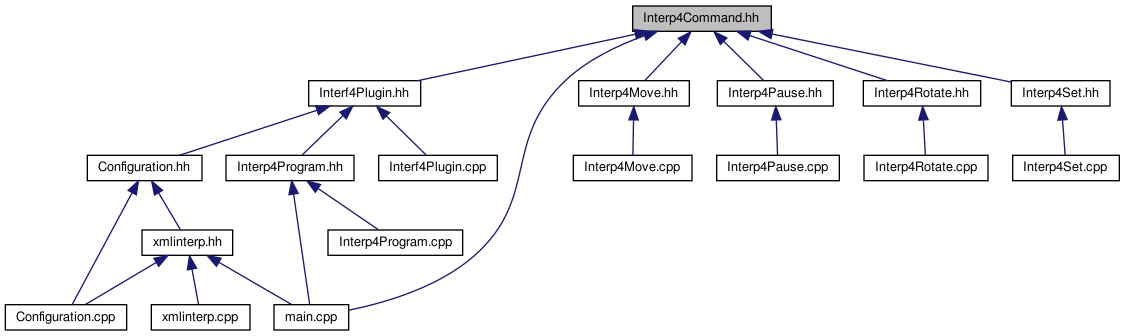 Interp4Command.hh
Interf4Plugin.hh
Interp4Move.hh
Interp4Pause.hh
Interp4Rotate.hh
Interp4Set.hh
Configuration.hh
Interp4Program.hh
Interf4Plugin.cpp
Interp4Move.cpp
Interp4Pause.cpp
Interp4Rotate.cpp
Interp4Set.cpp
xmlinterp.hh
Interp4Program.cpp
Configuration.cpp
xmlinterp.cpp
main.cpp